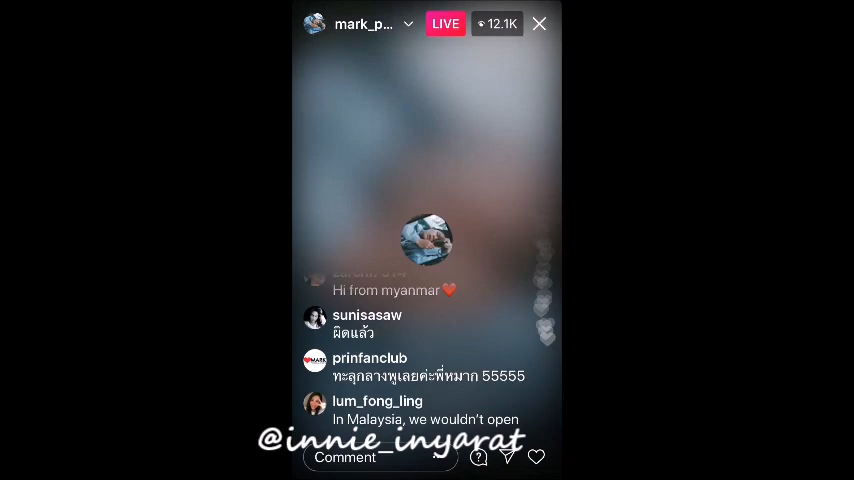 mark_p...
LIVE
12.1K
Hi from myanmar
sunisasaw
ผิดแล้ว
prinfanclub
ทะลุกลางพูเลยค่ะพี่หมาก 55555
lum_fong_ling
In Malaysia, we wouldn't open
@innie_inyarat
Comment